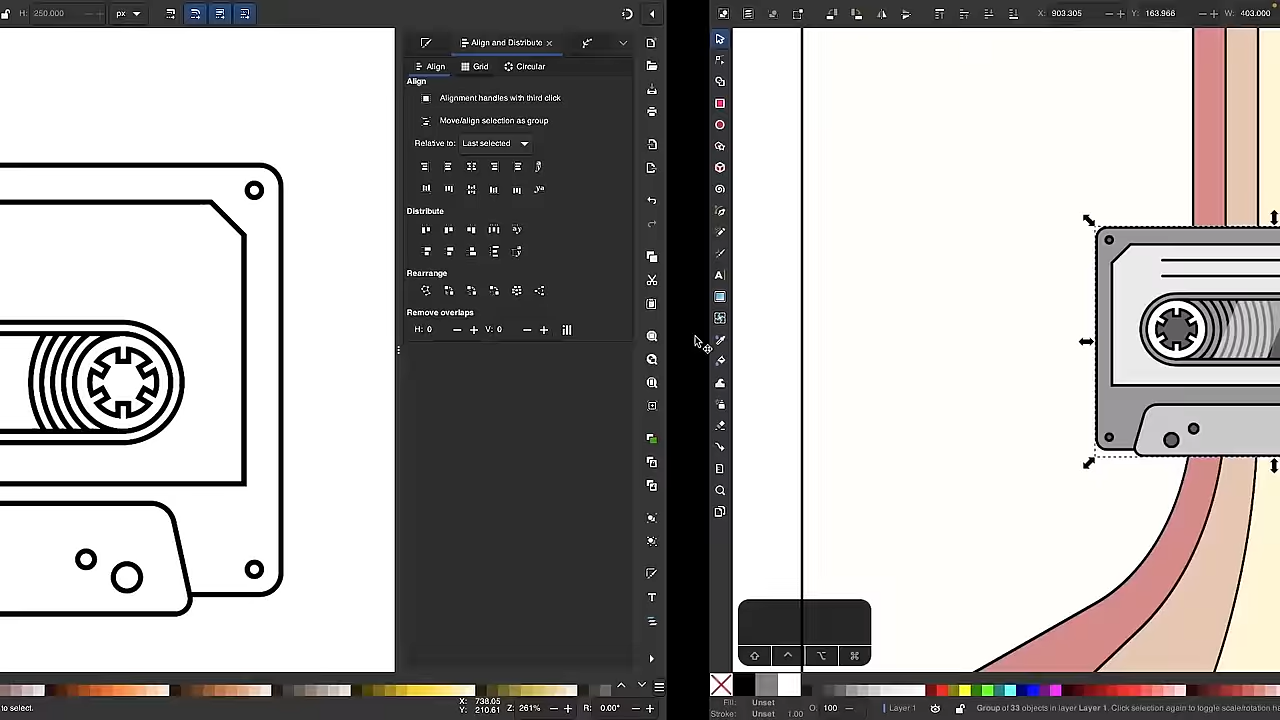 H: 250.000 px
Align and Distribute
Align Grid Circular
Align
Alignment handles with third click
Move/align selection as group
Relative to: Last selected
Distribute
Rearrange
Remove overlaps
H: 0 V: 0
to select.
X: 738.05
Y: 210.61
Z: 261% R: 0.00°
X: 903.305 Y: 163.966 W: 403.000
A
Fill: Unset
Stroke: Unset 1.00
O: 100
Layer 1
Group of 33 objects in layer Layer 1. Click selection again to toggle scale/rotation ha